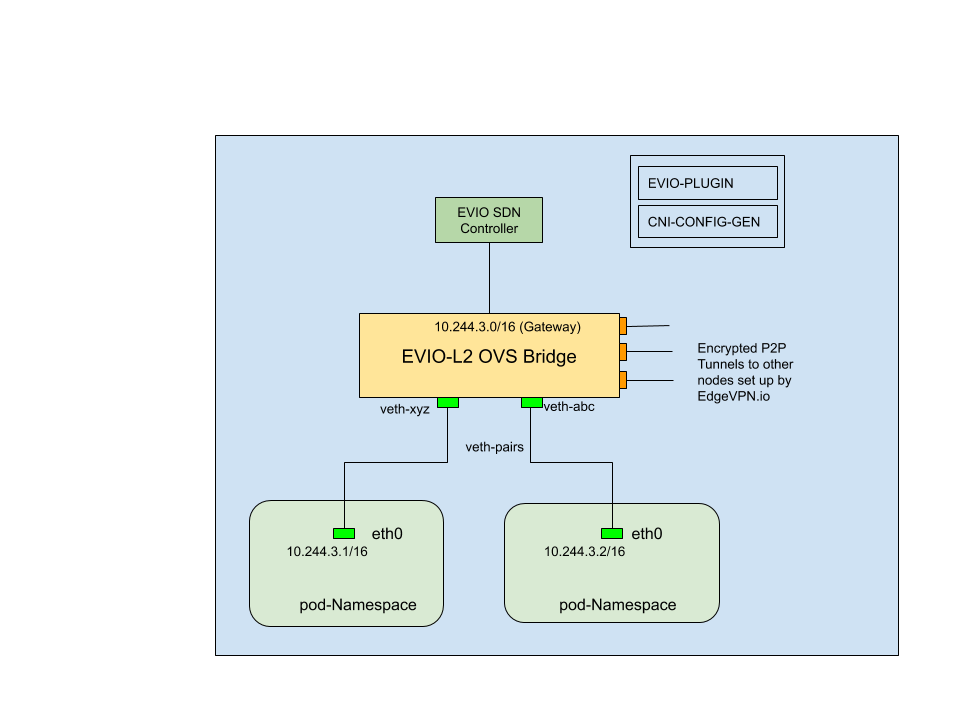 EVIO-PLUGIN
EVIO SDN
Controller
CNI-CONFIG-GEN
10.244.3.0/16 (Gateway)
EVIO-L2 OVS Bridge
Encrypted P2P
Tunnels to other
nodes set up by
EdgeVPN.io
veth-xyz
veth-abc
veth-pairs
eth0
10.244.3.1/16
pod-Namespace
eth0
10.244.3.2/16
pod-Namespace